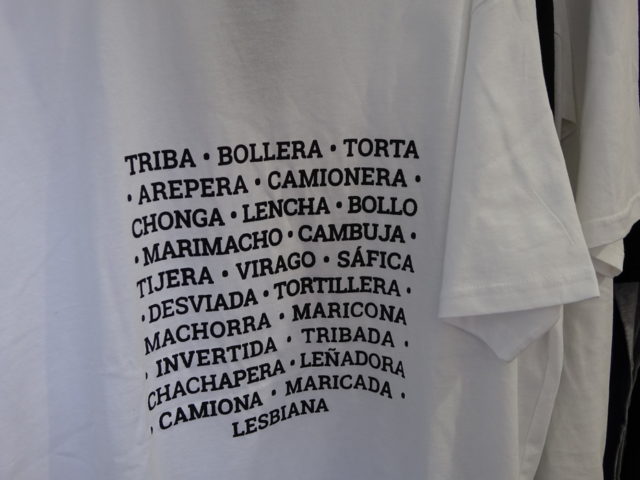 TRIBA · BOLLERA · TORTA
· AREPERA · CAMIONERA ·
CHONGA · LENCHA · BOLLO
· MARIMACHO · CAMBUJA ·
TIJERA · VIRAGO · SÁFICA
· DESVIADA · TORTILLERA ·
MACHORRA · MARICONA
· INVERTIDA · TRIBADA ·
CHACHAPERA · LEÑADORA
· CAMIONA · MARICADA ·
LESBIANA